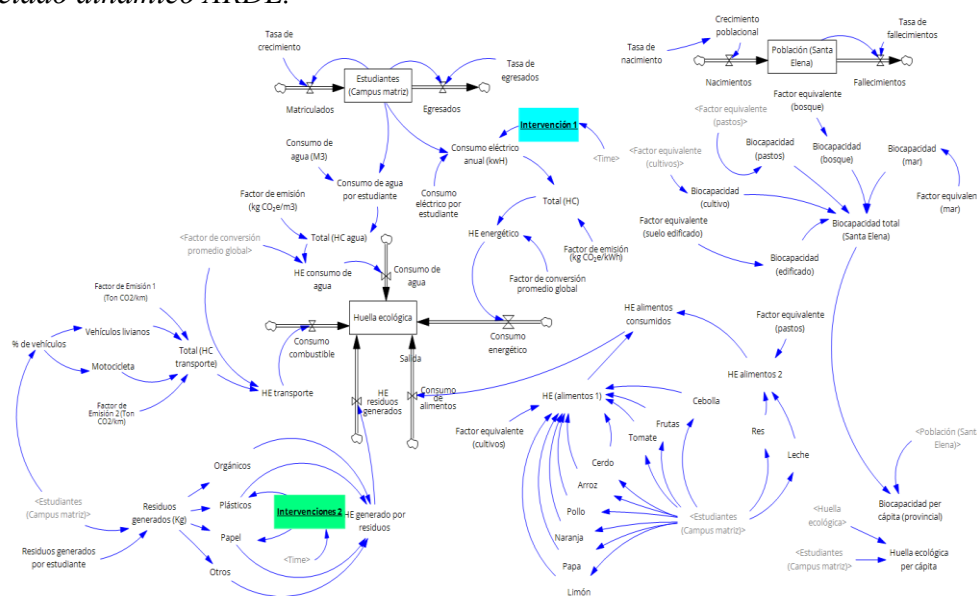 elado dinámico ARDE.
Tasa de
crecimiento
Matriculados
Estudiantes
(Campus matriz)
Egresados
Tasa de
egresados
Tasa de
nacimiento
Crecimiento
poblacional
Nacimientos
Población (Santa
Elena)
Fallecimientos
Tasa de
fallecimientos
Intervención 1
<Time>
Consumo de
agua (M3)
Consumo de agua
por estudiante
Factor de emisión
(kg CO₂e/m3)
Total (HC agua)
<Factor de conversión
promedio global>
HE consumo de
agua
Consumo de
agua
Consumo eléctrico
anual (kwH)
Consumo
eléctrico por
estudiante
Total (HC)
HE energético
Factor de emisión
(kg CO₂e/kWh)
Factor de conversión
promedio global
Factor equivalente
(bosque)
<Factor equivalente
(pastos)>
Biocapacidad
(pastos)
Biocapacidad
(bosque)
Biocapacidad
(mar)
<Factor equivalente
(cultivos)>
Biocapacidad
(cultivo)
Factor equivalen
(mar)
Factor equivalente
(suelo edificado)
Biocapacidad total
(Santa Elena)
Biocapacidad
(edificado)
Factor de Emisión 1
(Ton CO2/km)
% de vehículos
Vehículos livianos
Motocicleta
Factor de
Emisión 2 (Ton
CO2/km)
Total (HC
transporte)
HE transporte
Consumo
combustible
Huella ecológica
Salida
Consumo
energético
HE
residuos
generados
Consumo
de
alimentos
HE alimentos
consumidos
Factor equivalente
(pastos)
HE alimentos 2
HE (alimentos 1)
Factor equivalente
(cultivos)
Cebolla
Frutas
Tomate
Res
Leche
Cerdo
Arroz
Pollo
Naranja
Papa
Limón
<Estudiantes
(Campus matriz)>
<Población (Sant
Elena)>
Biocapacidad per
cápita (provincial)
<Huella
ecológica>
<Estudiantes
(Campus matriz)>
Huella ecológica
per cápita
<Estudiantes
(Campus matriz)>
Residuos generados
por estudiante
Residuos
generados (Kg)
Orgánicos
Plásticos
Papel
Otros
Intervenciones 2
<Time>
HE generado por
residuos